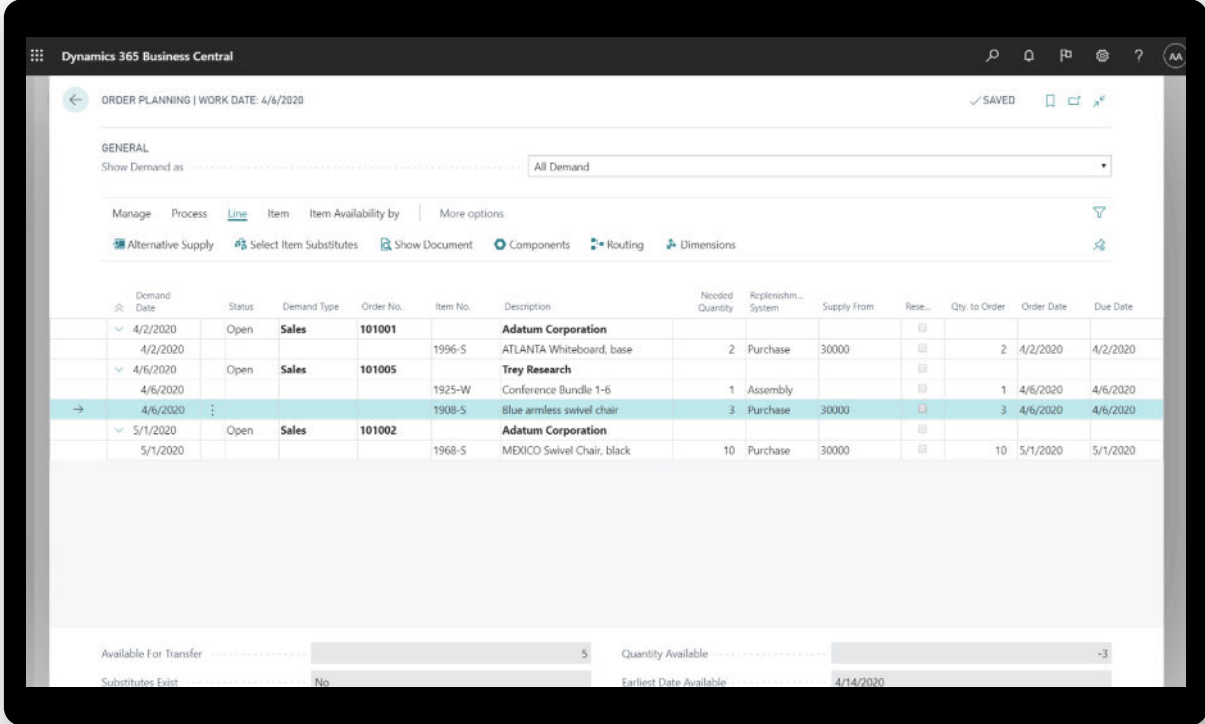 Dynamics 365 Business Central
? AA
ORDER PLANNING | WORK DATE: 4/6/2020
✓ SAVED
GENERAL
Show Demand as All Demand
Manage Process Line Item Item Availability by More options
Alternative Supply Select Item Substitutes Show Document Components Routing Dimensions
Demand Date Status Demand Type Order No. Item No. Description Needed Quantity Replenishm... System Supply From Rese... Qty. to Order Order Date Due Date
4/2/2020 Open Sales 101001 Adatum Corporation
4/2/2020 1996-S ATLANTA Whiteboard, base 2 Purchase 30000 2 4/2/2020 4/2/2020
4/6/2020 Open Sales 101005 Trey Research
4/6/2020 1925-W Conference Bundle 1-6 1 Assembly 1 4/6/2020 4/6/2020
4/6/2020 1908-S Blue armless swivel chair 3 Purchase 30000 3 4/6/2020 4/6/2020
5/1/2020 Open Sales 101002 Adatum Corporation
5/1/2020 1968-S MEXICO Swivel Chair, black 10 Purchase 30000 10 5/1/2020 5/1/2020
Available For Transfer 5 Quantity Available -3
Substitutes Exist No Earliest Date Available 4/14/2020